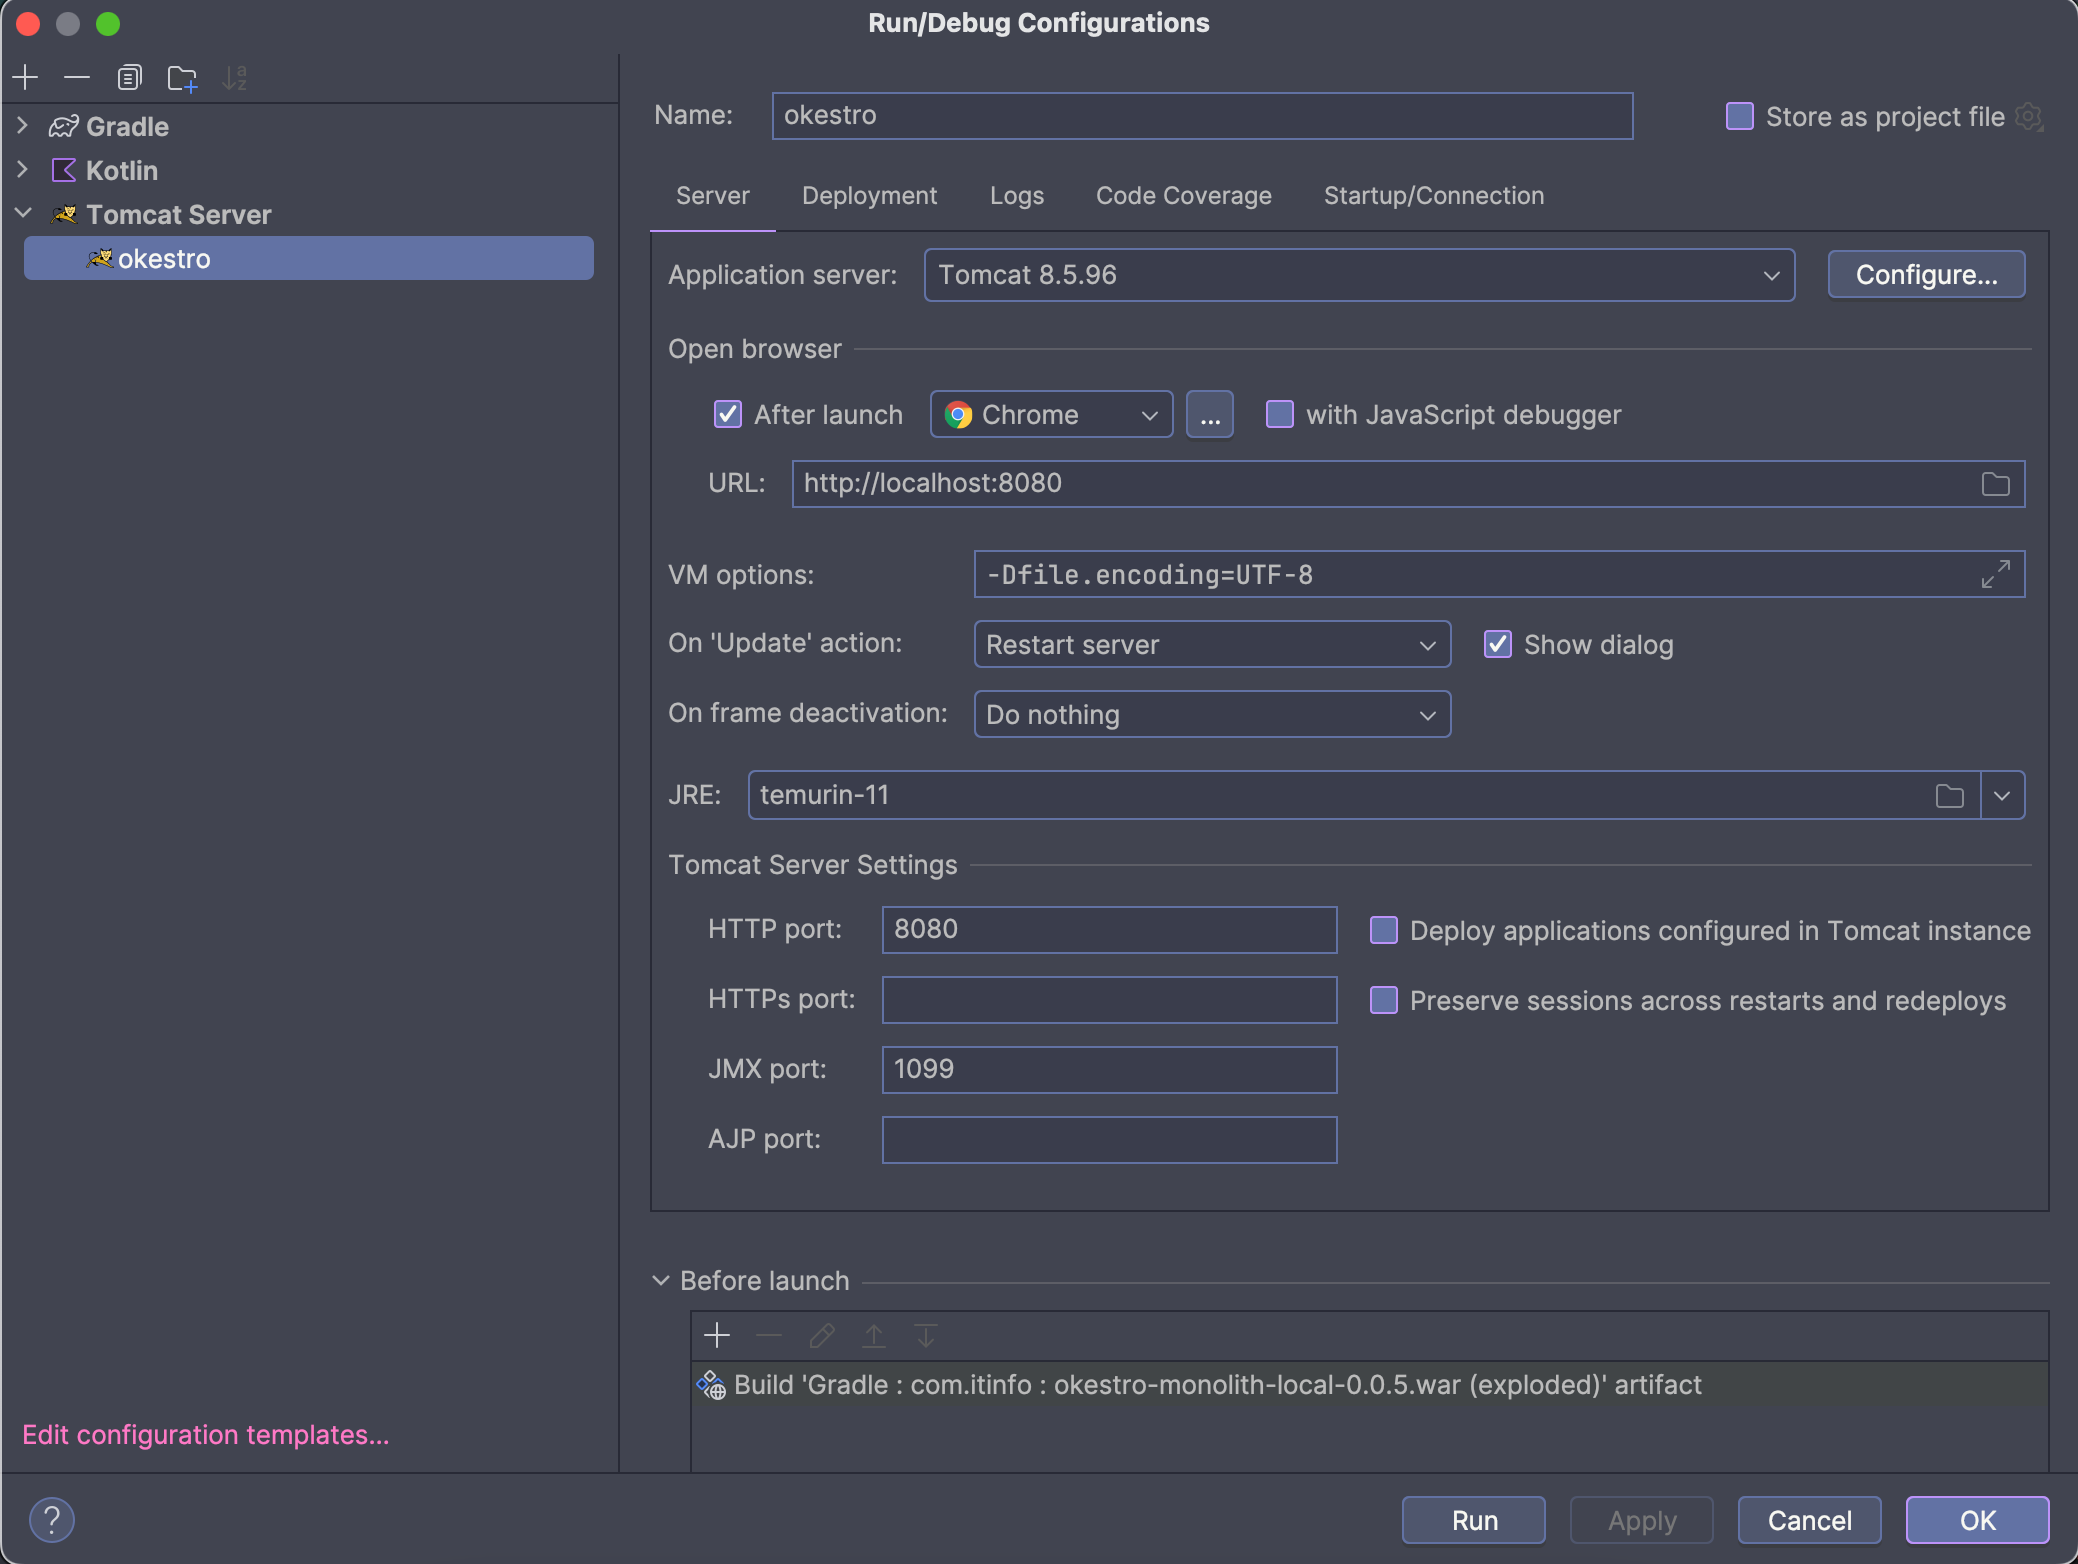 Run/Debug Configurations
Gradle
Kotlin
Tomcat Server
okestro
Edit configuration templates...
Name: okestro
Store as project file
Server Deployment Logs Code Coverage Startup/Connection
Application server: Tomcat 8.5.96 Configure...
Open browser
After launch Chrome ... with JavaScript debugger
URL: http://localhost:8080
VM options: -Dfile.encoding=UTF-8
On 'Update' action: Restart server Show dialog
On frame deactivation: Do nothing
JRE: temurin-11
Tomcat Server Settings
HTTP port: 8080 Deploy applications configured in Tomcat instance
HTTPs port: Preserve sessions across restarts and redeploys
JMX port: 1099
AJP port:
Before launch
Build 'Gradle : com.itinfo : okestro-monolith-local-0.0.5.war (exploded)' artifact
? Run Apply Cancel OK